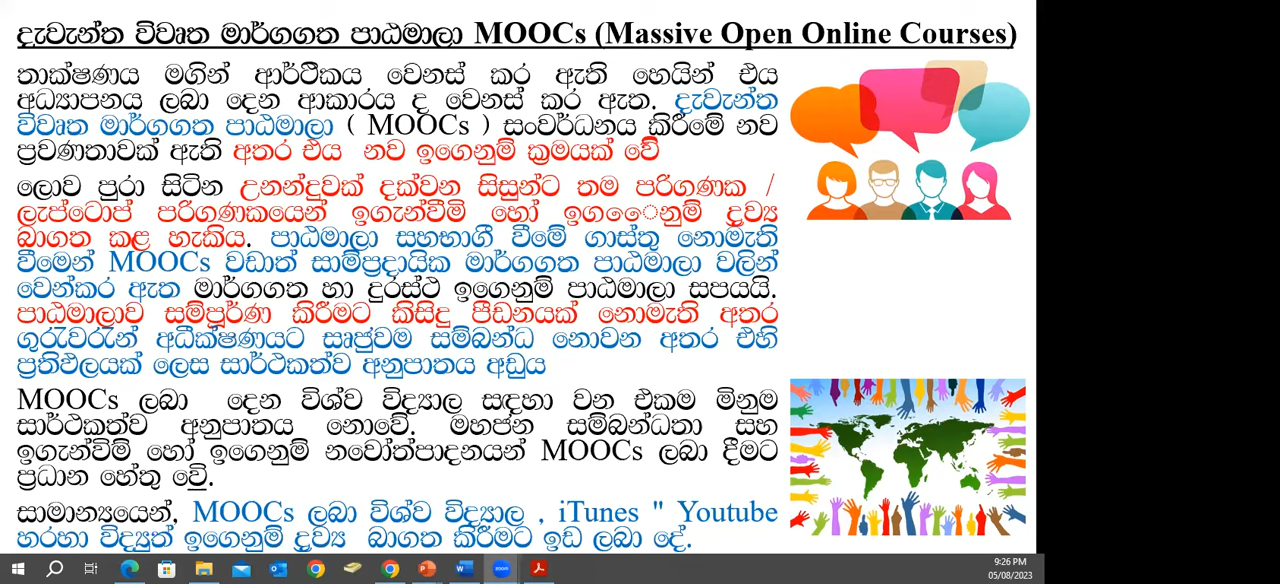 දැවැන්ත විවෘත මාර්ගගත පාඨමාලා MOOCs (Massive Open Online Courses)
තාක්ෂණය මගින් ආර්ථිකය වෙනස් කර ඇති හෙයින් එය
අධ්‍යාපනය ලබා දෙන ආකාරය ද වෙනස් කර ඇත. දැවැන්ත
විවෘත මාර්ගගත පාඨමාලා ( MOOCs ) සංවර්ධනය කිරීමේ නව
ප්‍රවණතාවක් ඇති අතර එය නව ඉගෙනුම් ක්‍රමයක් වේ
ලොව පුරා සිටින උනන්දුවක් දක්වන සිසුන්ට තම පරිගණක /
ලැප්ටොප් පරිගණකයෙන් ඉගැන්වීම් හෝ ඉගෙනුම් ද්‍රව්‍ය
බාගත කළ හැකිය. පාඨමාලා සහභාගී වීමේ ගාස්තු නොමැති
වීමෙන් MOOCs වඩාත් සාම්ප්‍රදායික මාර්ගගත පාඨමාලා වලින්
වෙන්කර ඇත මාර්ගගත හා දුරස්ථ ඉගෙනුම් පාඨමාලා සපයයි.
පාඨමාලාව සම්පූර්ණ කිරීමට කිසිදු පීඩනයක් නොමැති අතර
ගුරුවරුන් අධීක්ෂණයට සෘජුවම සම්බන්ධ නොවන අතර එහි
ප්‍රතිඵලයක් ලෙස සාර්ථකත්ව අනුපාතය අඩුය
MOOCs ලබා දෙන විශ්ව විද්‍යාල සඳහා වන එකම මිනුම
සාර්ථකත්ව අනුපාතය නොවේ. මහජන සම්බන්ධතා සහ
ඉගැන්විම් හෝ ඉගෙනුම් නවෝත්පාදනයන් MOOCs ලබා දීමට
ප්‍රධාන හේතු වේ.
සාමාන්‍යයෙන්, MOOCs ලබා විශ්ව විද්‍යාල , iTunes " Youtube
හරහා විද්‍යුත් ඉගෙනුම් ද්‍රව්‍ය බාගත කිරීමට ඉඩ ලබා දේ.
9:26 PM
05/08/2023